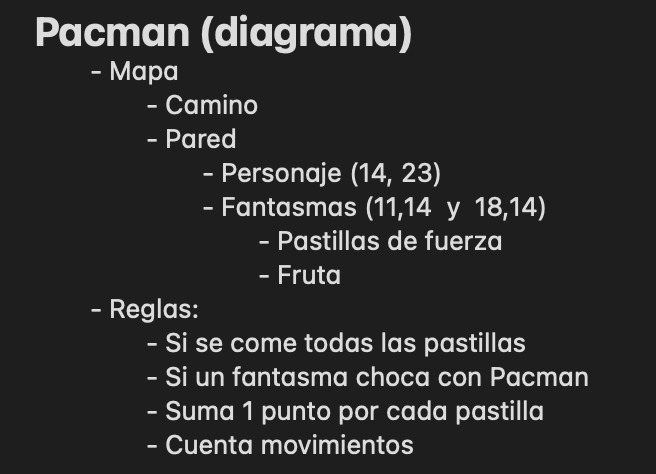 Pacman (diagrama)
- Mapa
- Camino
- Pared
- Personaje (14, 23)
- Fantasmas (11,14 y 18,14)
- Pastillas de fuerza
- Fruta
- Reglas:
- Si se come todas las pastillas
- Si un fantasma choca con Pacman
- Suma 1 punto por cada pastilla
- Cuenta movimientos